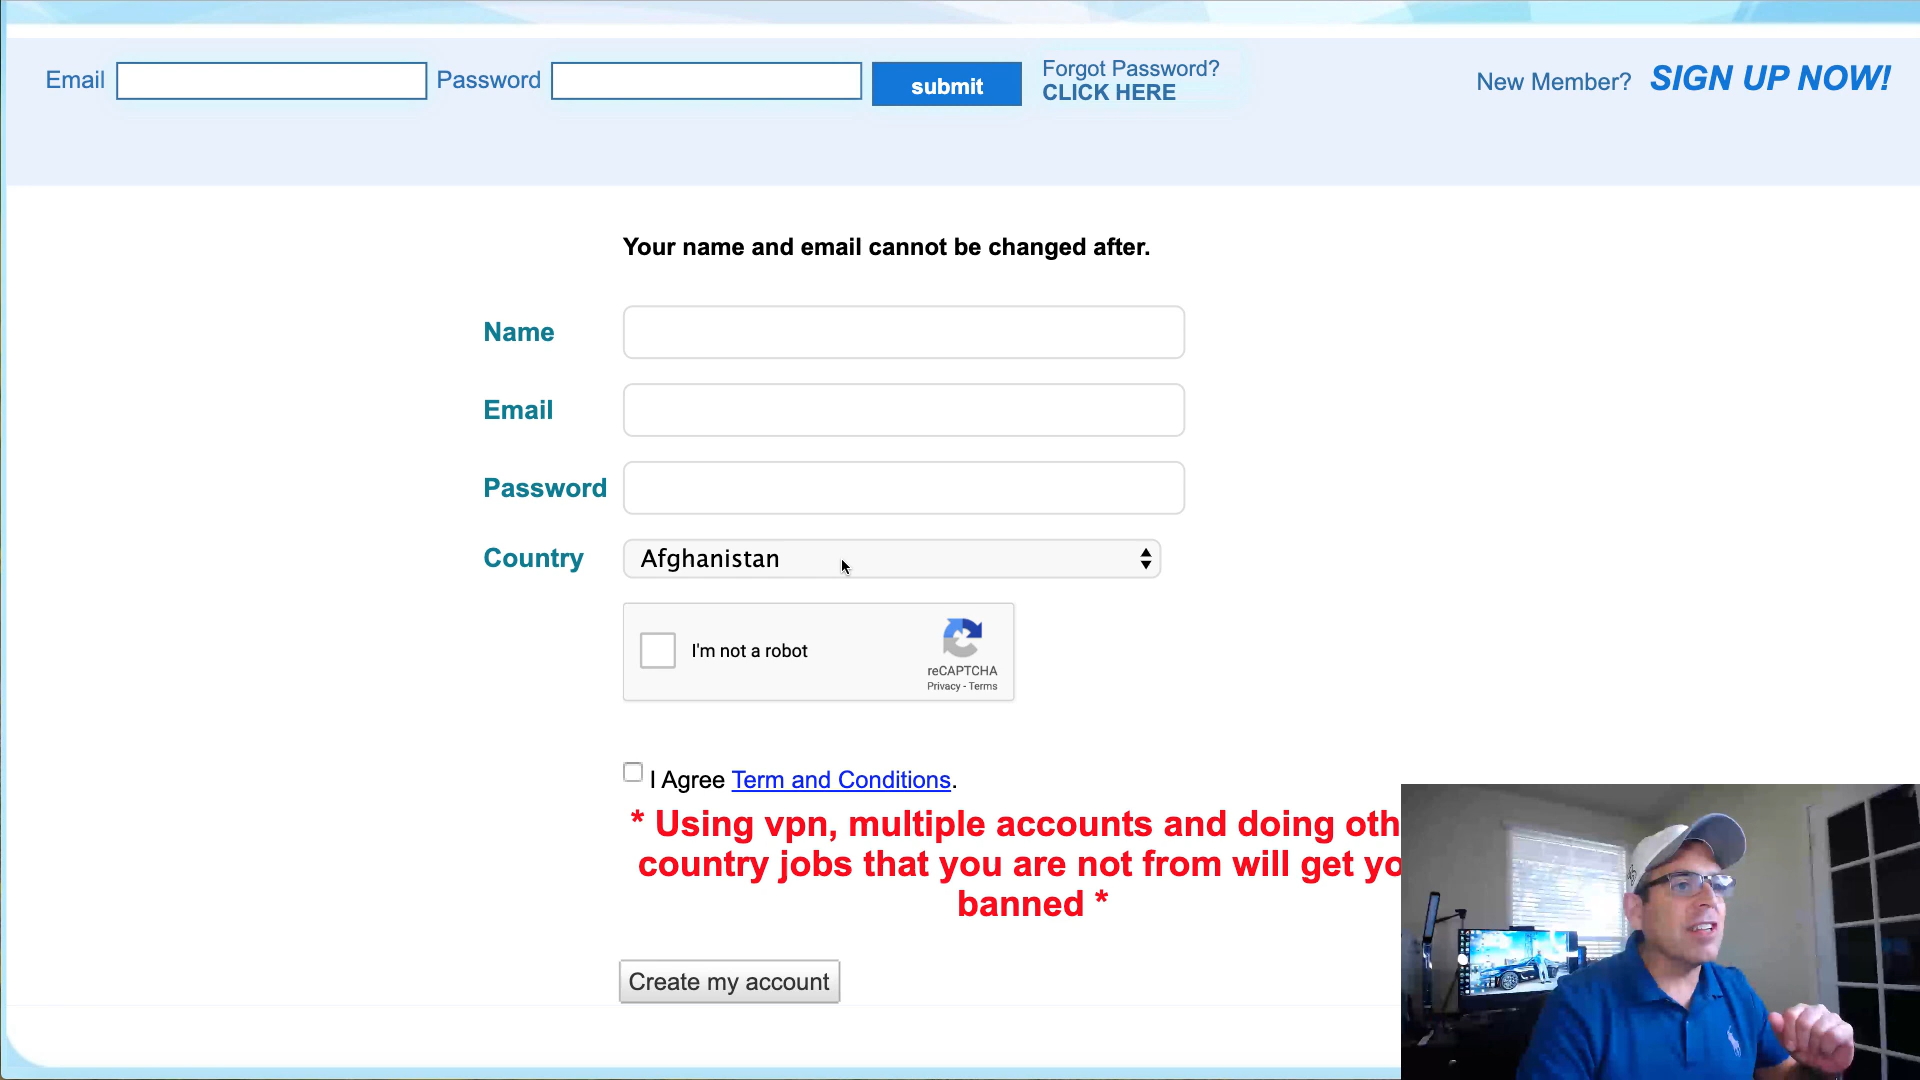 Email Password submit Forgot Password?
CLICK HERE
New Member? SIGN UP NOW!
Your name and email cannot be changed after.
Name
Email
Password
Country Afghanistan
I'm not a robot
reCAPTCHA
Privacy - Terms
I Agree Term and Conditions.
* Using vpn, multiple accounts and doing oth
country jobs that you are not from will get yo
banned *
Create my account